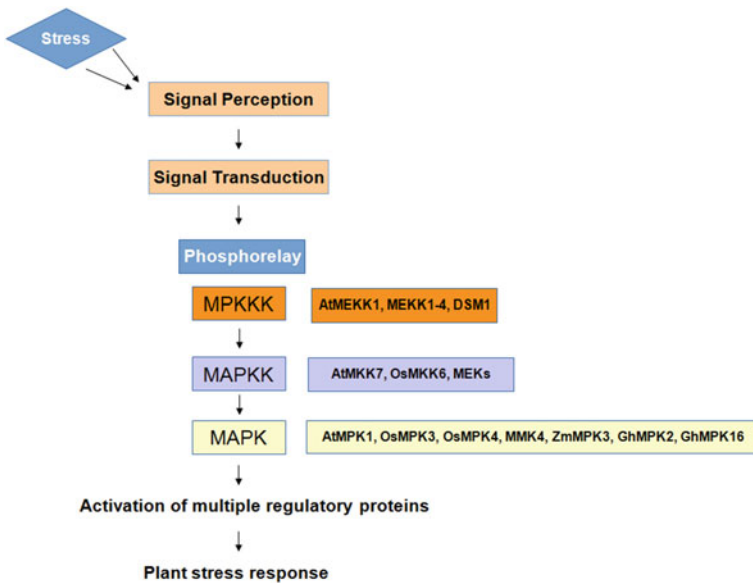 Stress
Signal Perception
Signal Transduction
Phosphorelay
MPKKK
AtMEKK1, MEKK1-4, DSM1
MAPKK
AtMKK7, OsMKK6, MEKs
MAPK
AtMPK1, OsMPK3, OsMPK4, MMK4, ZmMPK3, GhMPK2, GhMPK16
Activation of multiple regulatory proteins
Plant stress response